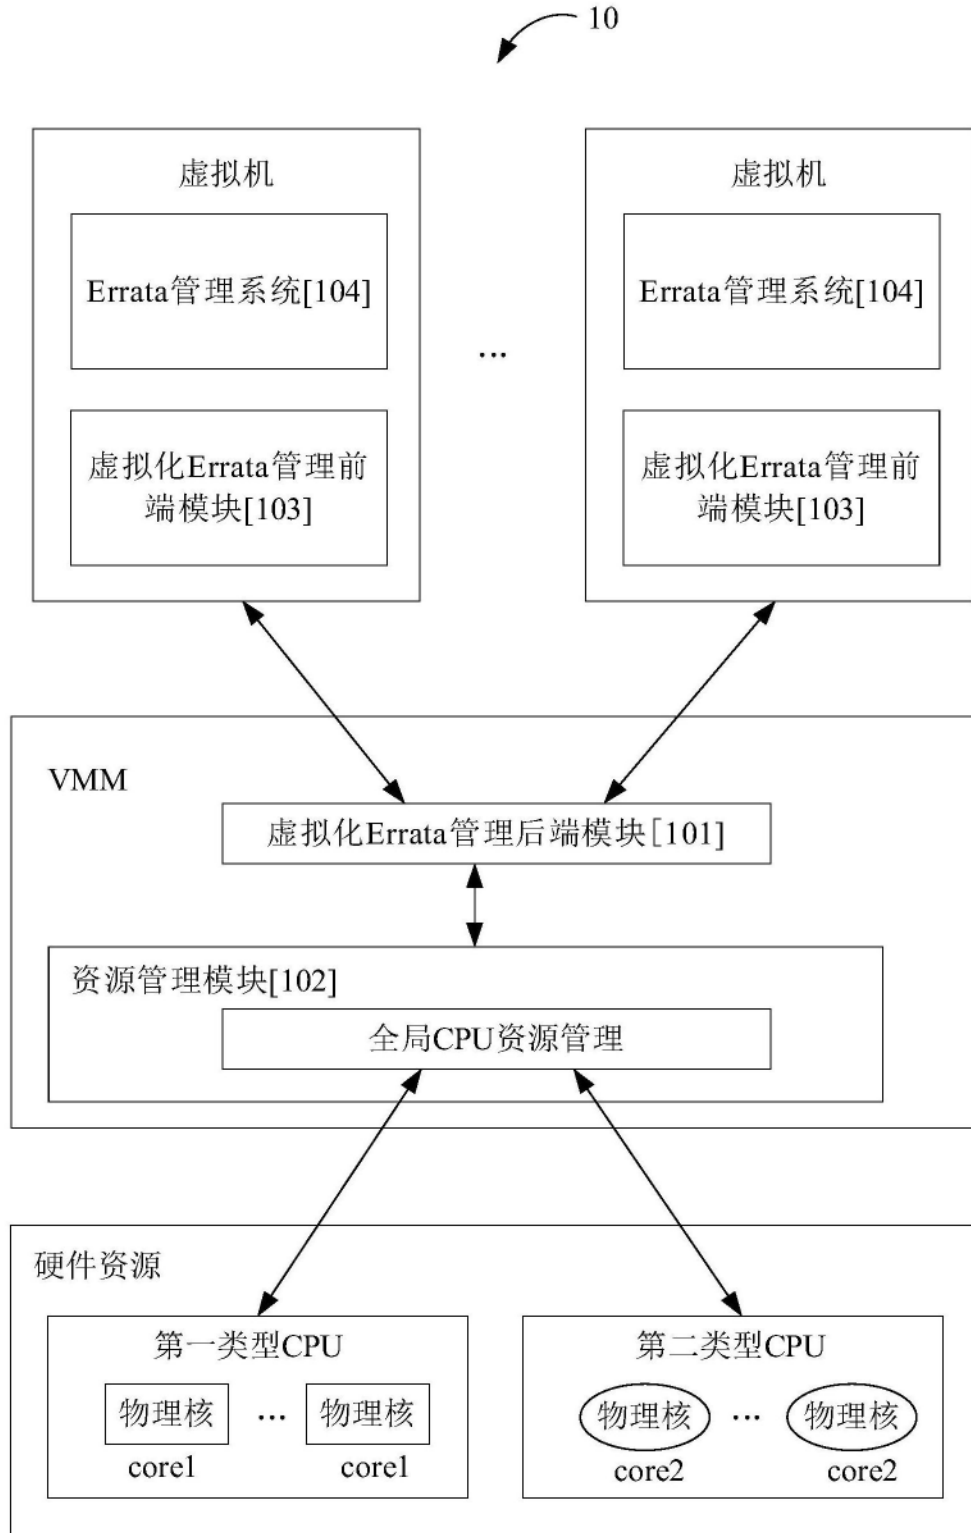 10
虚拟机
Errata管理系统[104]
虚拟化Errata管理前
端模块[103]
...
虚拟机
Errata管理系统[104]
虚拟化Errata管理前
端模块[103]
VMM
虚拟化Errata管理后端模块[101]
资源管理模块[102]
全局CPU资源管理
硬件资源
第一类型CPU
物理核 ... 物理核
core1 core1
第二类型CPU
物理核 ... 物理核
core2 core2